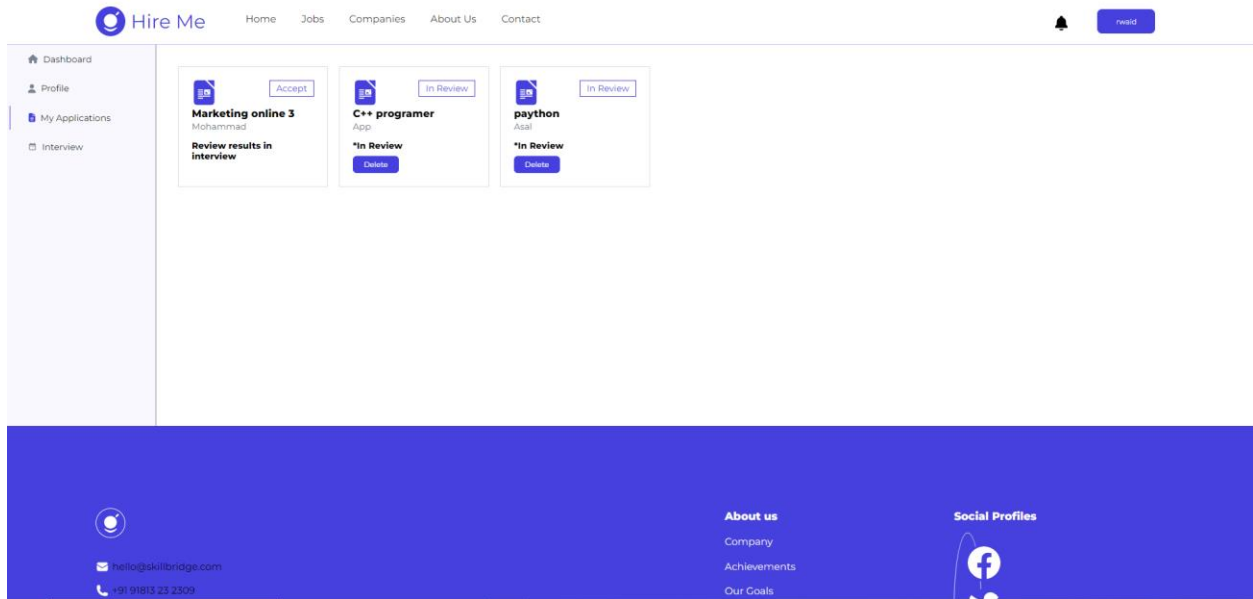 Hire Me
Home Jobs Companies About Us Contact
rwald
Dashboard
Profile
My Applications
Interview
Accept
Marketing online 3
Mohammad
Review results in
interview
In Review
C++ programer
App
*In Review
Delete
In Review
paython
Asal
*In Review
Delete
hello@skillbridge.com
+91 91813 23 2309
About us
Company
Achievements
Our Goals
Social Profiles